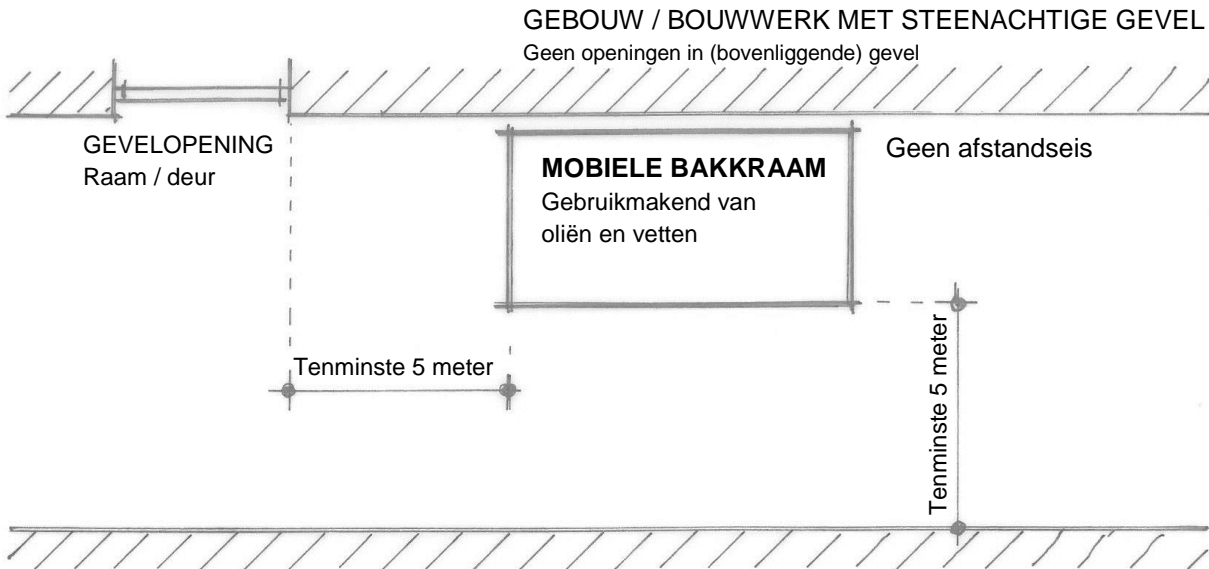 GEBOUW / BOUWWERK MET STEENACHTIGE GEVEL
Geen openingen in (bovenliggende) gevel
GEVELOPENING
Raam / deur
MOBIELE BAKKRAAM
Gebruikmakend van
oliën en vetten
Geen afstandseis
Tenminste 5 meter
Tenminste 5 meter